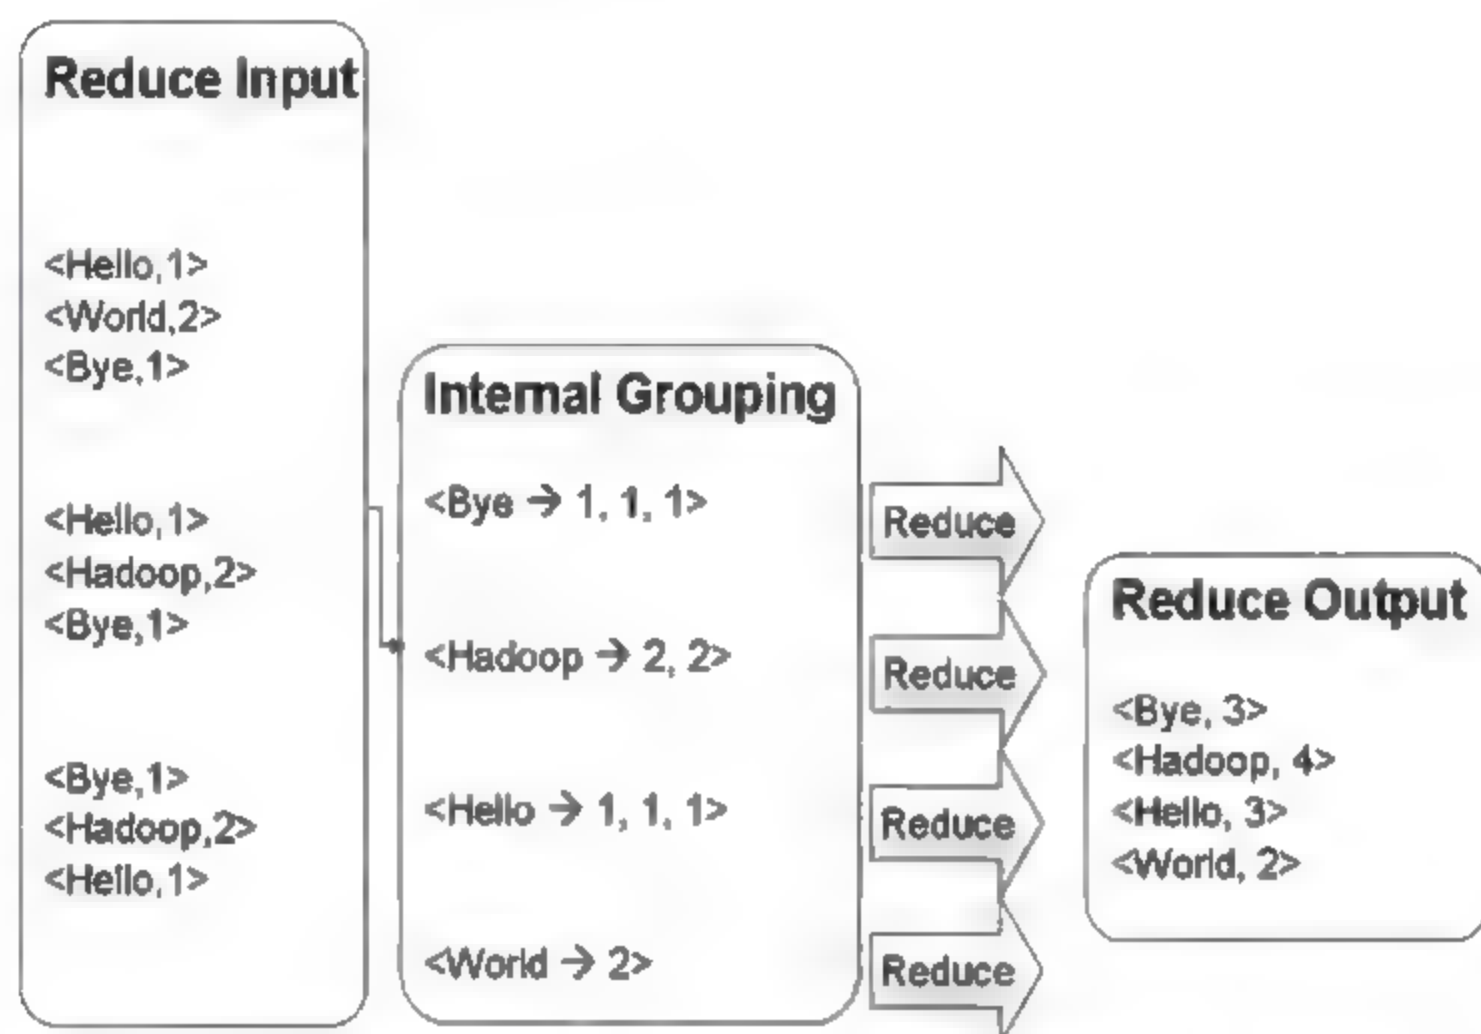 Reduce Input
<Hello,1>
<World,2>
<Bye,1>
<Hello,1>
<Hadoop,2>
<Bye,1>
<Bye,1>
<Hadoop,2>
<Hello,1>
Internal Grouping
<Bye → 1, 1, 1>
<Hadoop → 2, 2>
<Hello → 1, 1, 1>
<World → 2>
Reduce
Reduce
Reduce
Reduce
Reduce Output
<Bye, 3>
<Hadoop, 4>
<Hello, 3>
<World, 2>